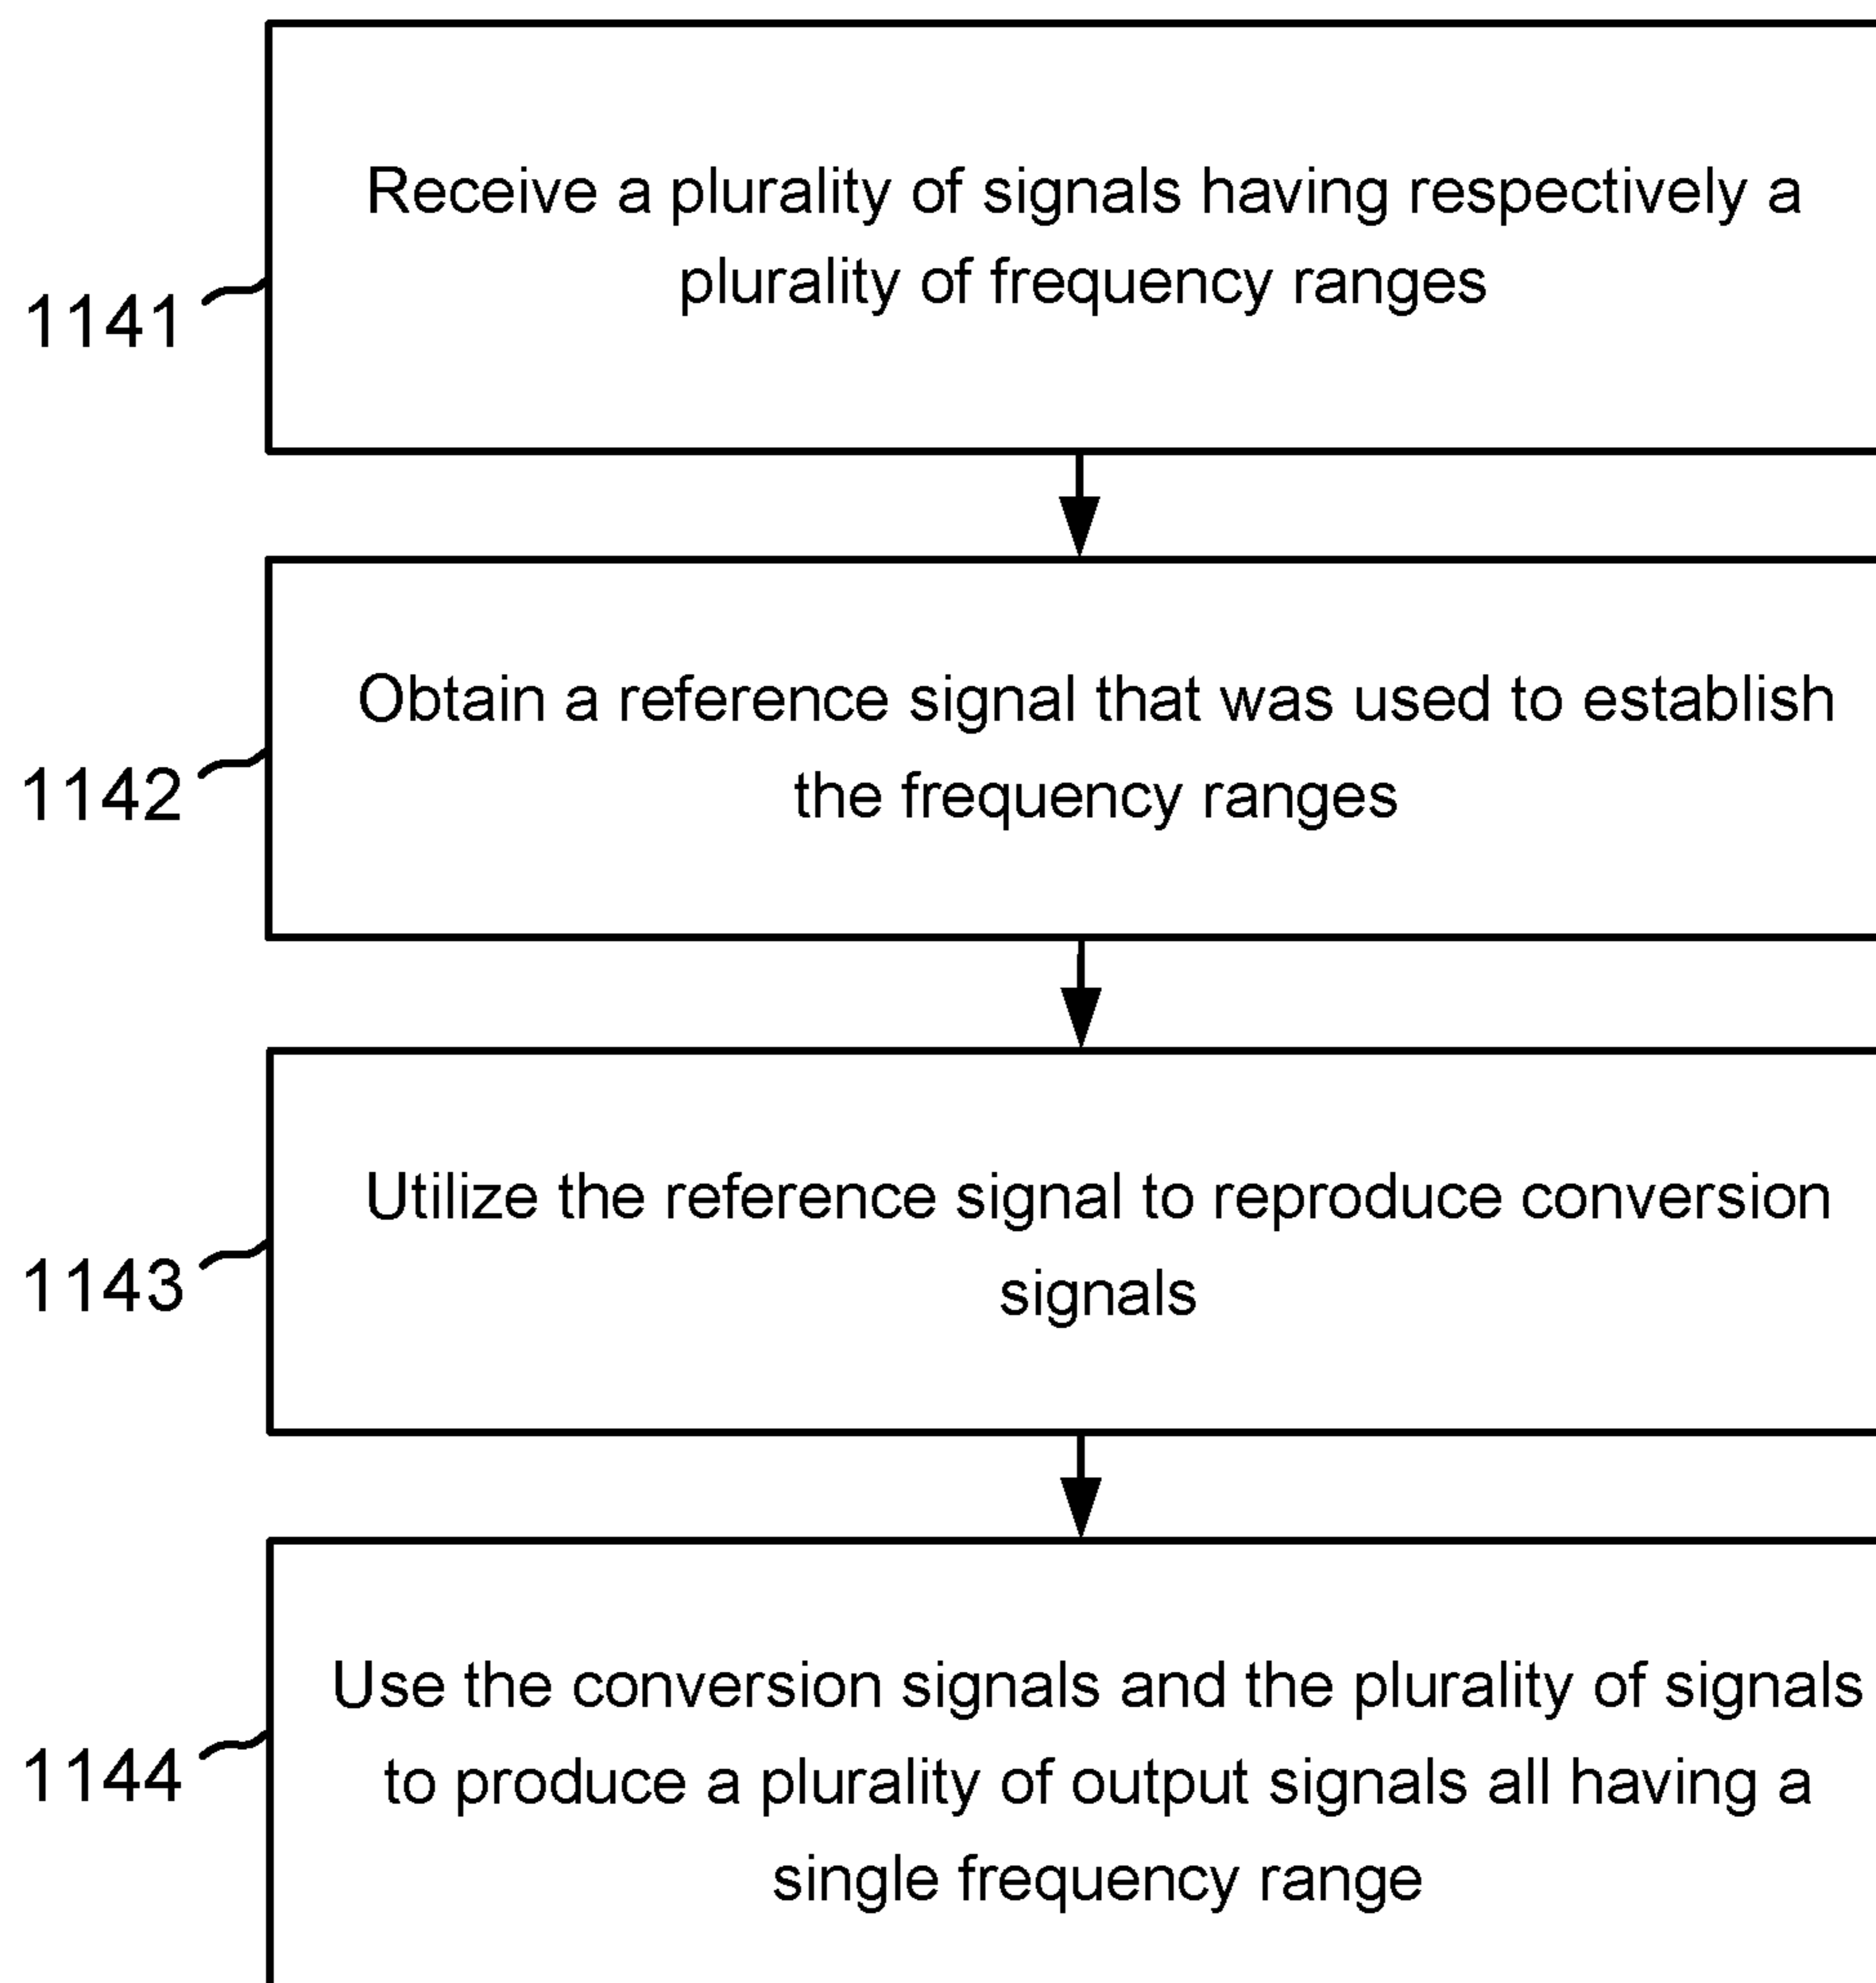 Receive a plurality of signals having respectively a
plurality of frequency ranges
1141
Obtain a reference signal that was used to establish
the frequency ranges
1142
Utilize the reference signal to reproduce conversion
signals
1143
Use the conversion signals and the plurality of signals
to produce a plurality of output signals all having a
single frequency range
1144